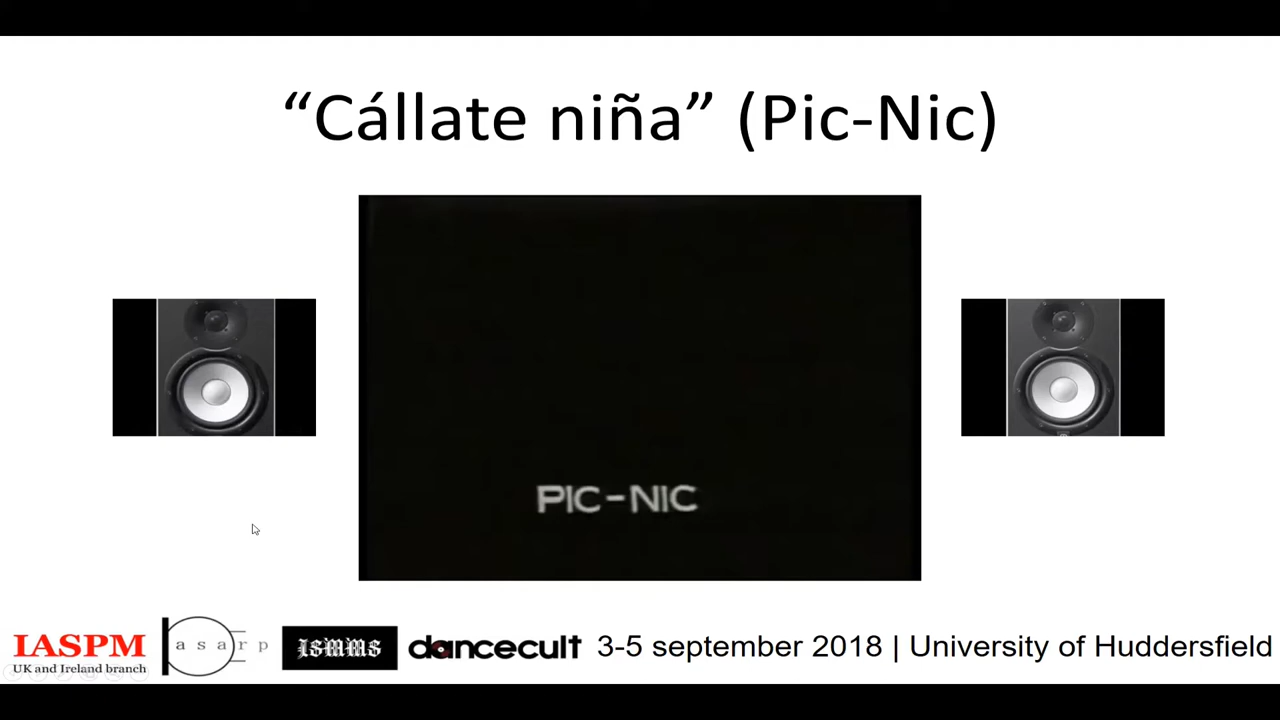 “Cállate niña” (Pic-Nic)
PIC-NIC
IASPM
UK and Ireland branch
asarp
ISMMS
dancecult
3-5 september 2018 | University of Huddersfield